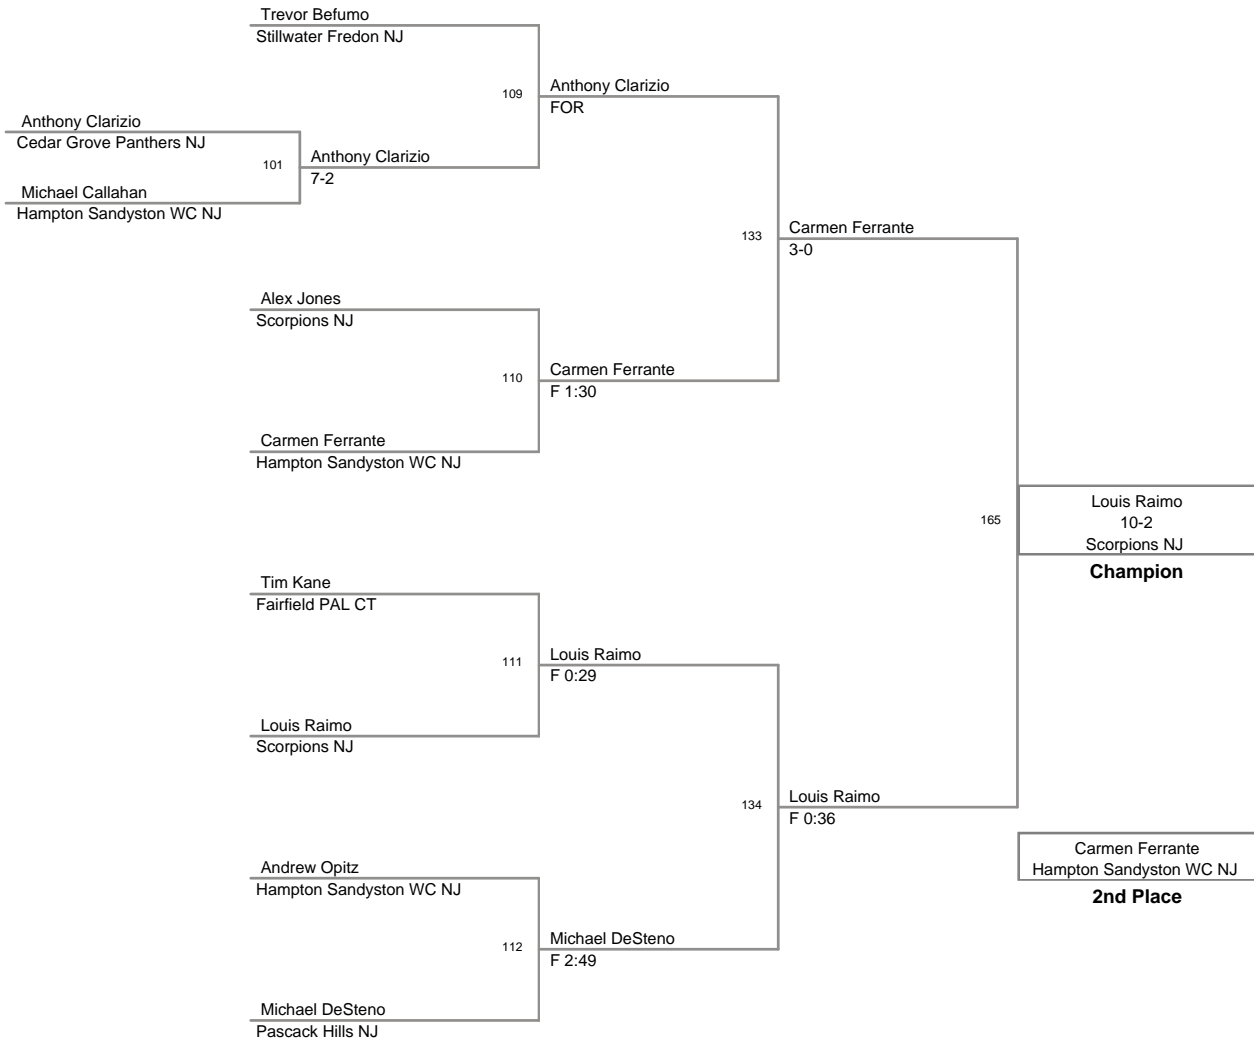 Trevor Befumo
Stillwater Fredon NJ
109
Anthony Clarizio
FOR
Anthony Clarizio
Cedar Grove Panthers NJ
101
Anthony Clarizio
7-2
Michael Callahan
Hampton Sandyston WC NJ
133
Carmen Ferrante
3-0
Alex Jones
Scorpions NJ
110
Carmen Ferrante
F 1:30
Carmen Ferrante
Hampton Sandyston WC NJ
165
Louis Raimo
10-2
Scorpions NJ
Champion
Tim Kane
Fairfield PAL CT
111
Louis Raimo
F 0:29
Louis Raimo
Scorpions NJ
134
Louis Raimo
F 0:36
Andrew Opitz
Hampton Sandyston WC NJ
112
Michael DeSteno
F 2:49
Michael DeSteno
Pascack Hills NJ
Carmen Ferrante
Hampton Sandyston WC NJ
2nd Place